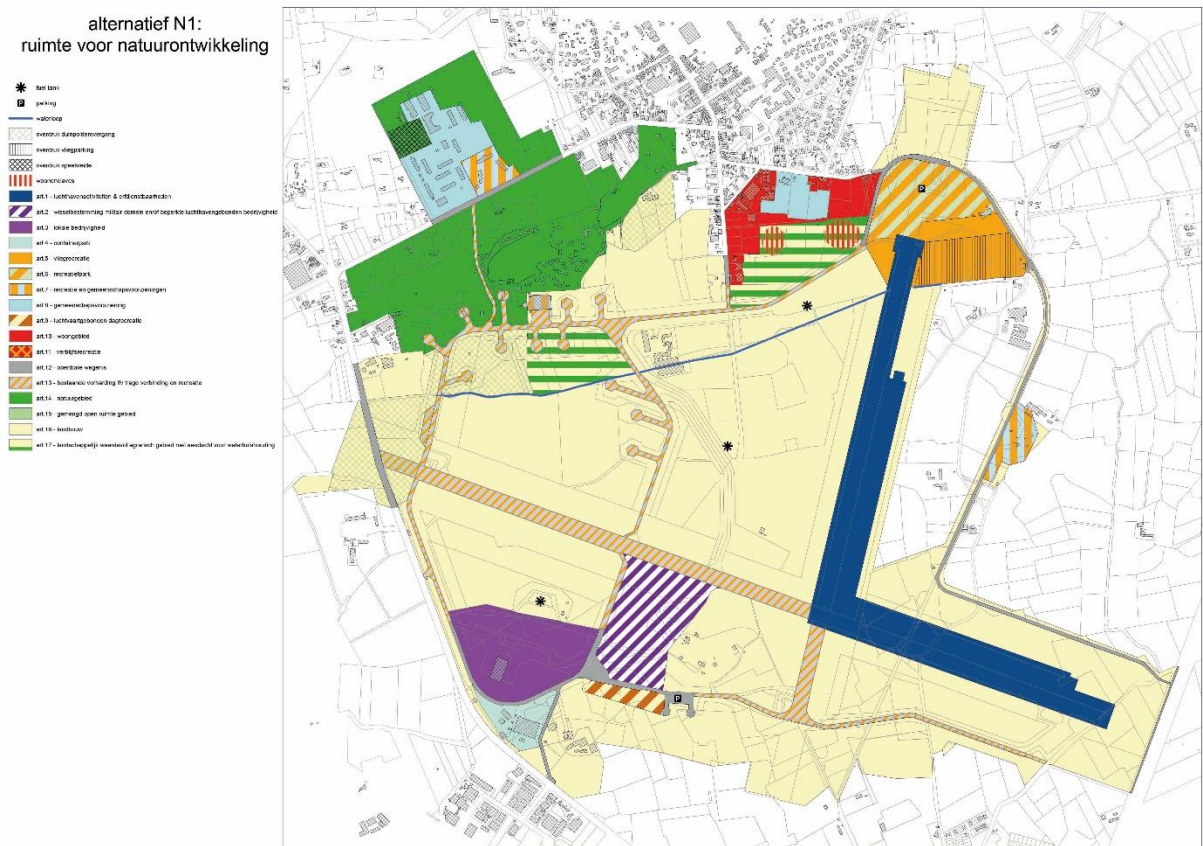 alternatief N1:
ruimte voor natuurontwikkeling
fuel tank
P parking
waterloop
overdruk duinpolderovergang
overdruk vliegparking
overdruk speelweide
woonenclaves
art.1 - luchthavenactiviteiten & erfdienstbaarheden
art.2 - wisselbestemming militair domein en/of beperkte luchthavengebonden bedrijvigheid
art.3 - lokale bedrijvigheid
art.4 - containerpark
art.5 - vliegrecreatie
art.6 - recreatiepark
art.7 - recreatie en gemeenschapsvoorzieningen
art.8 - gemeenschapsvoorziening
art.9 - luchtvaartgebonden dagrecreatie
art.10 - woongebied
art.11 - verblijfsrecreatie
art.12 - openbare wegenis
art.13 - bestaande verharding ifv trage verbinding en recreatie
art.14 - natuurgebied
art.15 - gemengd open ruimte gebied
art.16 - landbouw
art.17 - landschappelijk waardevol agrarisch gebied met aandacht voor waterhuishouding
P
P